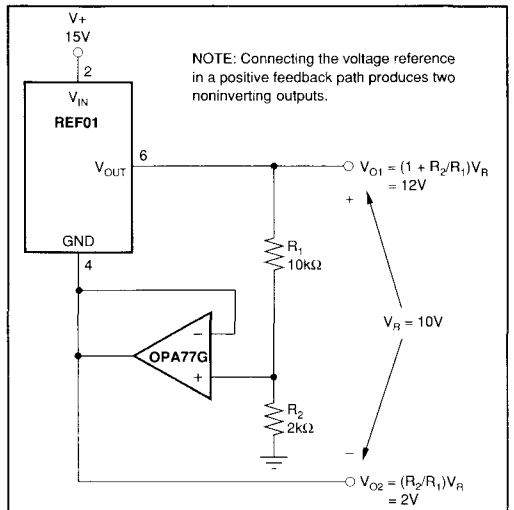 V+
15V
NOTE: Connecting the voltage reference
in a positive feedback path produces two
noninverting outputs.
2
V_IN
REF01
6
V_OUT
V_O1 = (1 + R_2/R_1)V_R
= 12V
+
GND
4
R_1
10kΩ
V_R = 10V
–
OPA77G
+
R_2
2kΩ
–
V_O2 = (R_2/R_1)V_R
= 2V